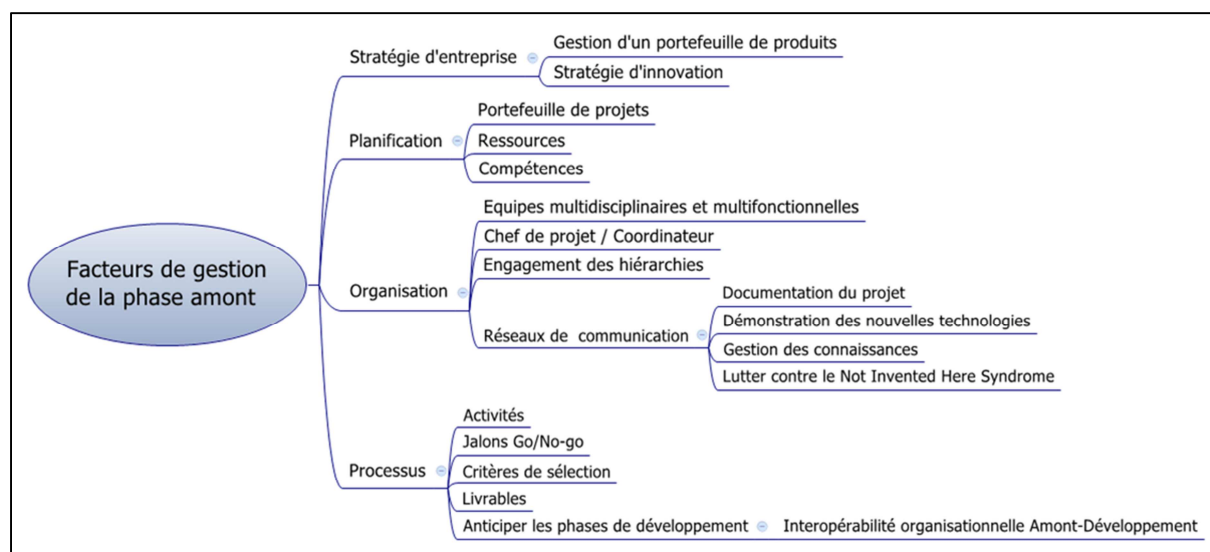 Facteurs de gestion
de la phase amont
Stratégie d'entreprise
Gestion d'un portefeuille de produits
Stratégie d'innovation
Planification
Portefeuille de projets
Ressources
Compétences
Organisation
Equipes multidisciplinaires et multifonctionnelles
Chef de projet / Coordinateur
Engagement des hiérarchies
Réseaux de communication
Documentation du projet
Démonstration des nouvelles technologies
Gestion des connaissances
Lutter contre le Not Invented Here Syndrome
Processus
Activités
Jalons Go/No-go
Critères de sélection
Livrables
Anticiper les phases de développement
Interopérabilité organisationnelle Amont-Développement